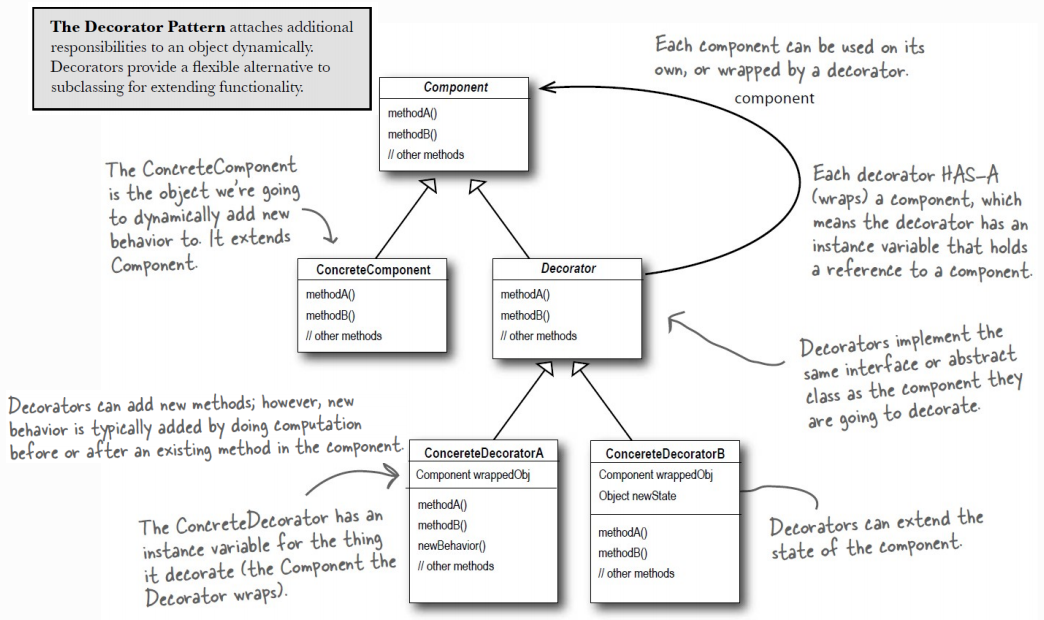 The Decorator Pattern attaches additional
responsibilities to an object dynamically.
Decorators provide a flexible alternative to
subclassing for extending functionality.
Each component can be used on its
own, or wrapped by a decorator.
component
Component
methodA()
methodB()
// other methods
The ConcreteComponent
is the object we're going
to dynamically add new
behavior to. It extends
Component.
Each decorator HAS-A
(wraps) a component, which
means the decorator has an
instance variable that holds
a reference to a component.
ConcreteComponent
methodA()
methodB()
// other methods
Decorator
methodA()
methodB()
// other methods
Decorators implement the
same interface or abstract
class as the component they
are going to decorate.
Decorators can add new methods; however, new
behavior is typically added by doing computation
before or after an existing method in the component.
ConcereteDecoratorA
Component wrappedObj
methodA()
methodB()
newBehavior()
// other methods
ConcereteDecoratorB
Component wrappedObj
Object newState
methodA()
methodB()
// other methods
The ConcreteDecorator has an
instance variable for the thing
it decorate (the Component the
Decorator wraps).
Decorators can extend the
state of the component.